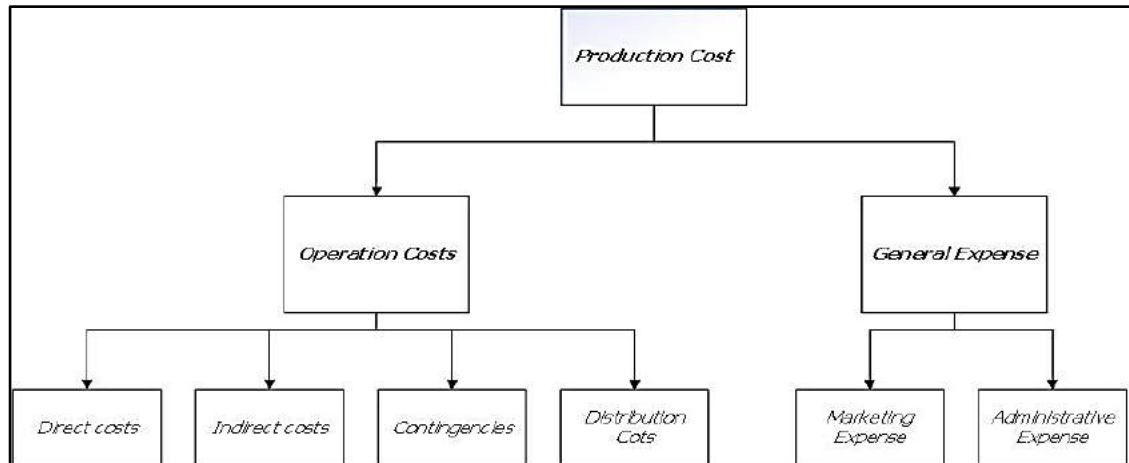 Production Cost
Operation Costs
General Expense
Direct costs
Indirect costs
Contingencies
Distribution
Cots
Marketing
Expense
Administrative
Expense